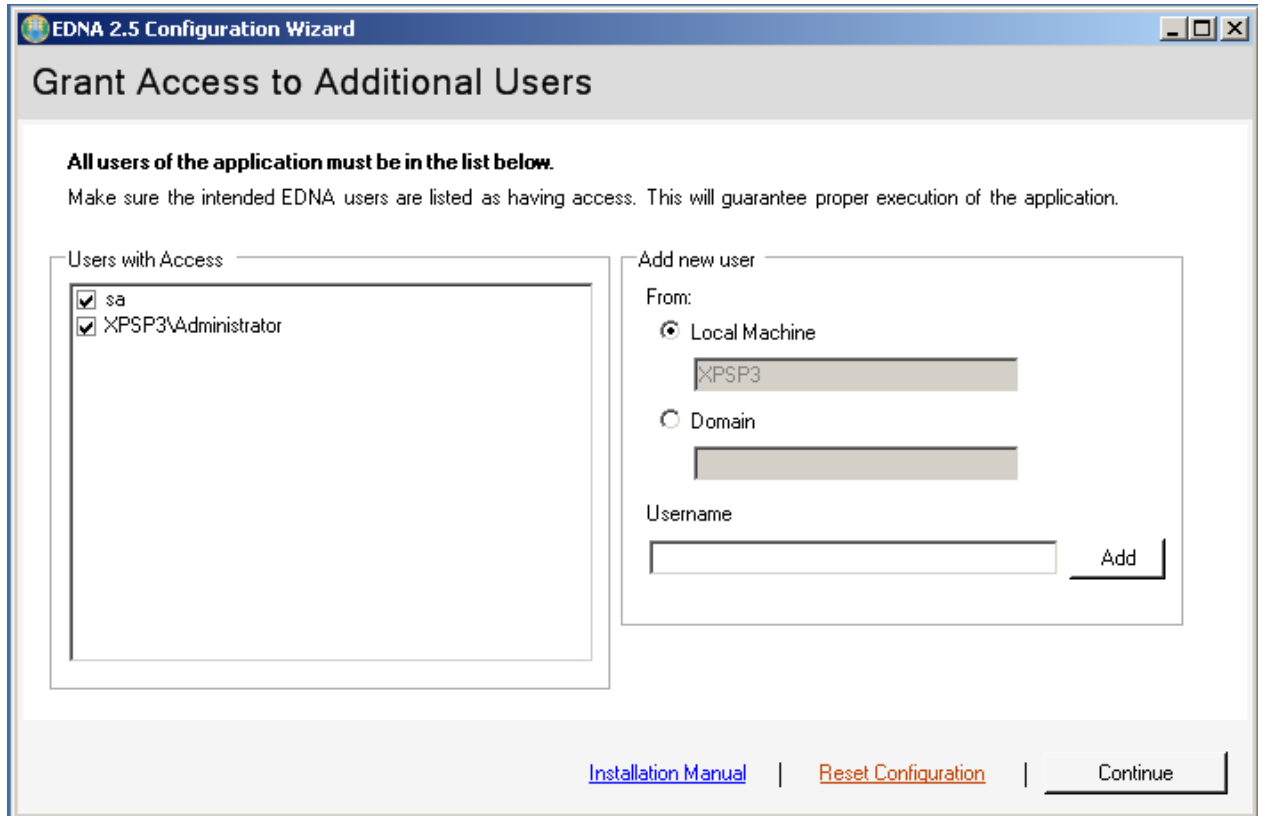 EDNA 2.5 Configuration Wizard
Grant Access to Additional Users
All users of the application must be in the list below.
Make sure the intended EDNA users are listed as having access. This will guarantee proper execution of the application.
Users with Access
sa
XPSP3\Administrator
Add new user
From:
Local Machine
XPSP3
Domain
Username
Add
Installation Manual | Reset Configuration | Continue